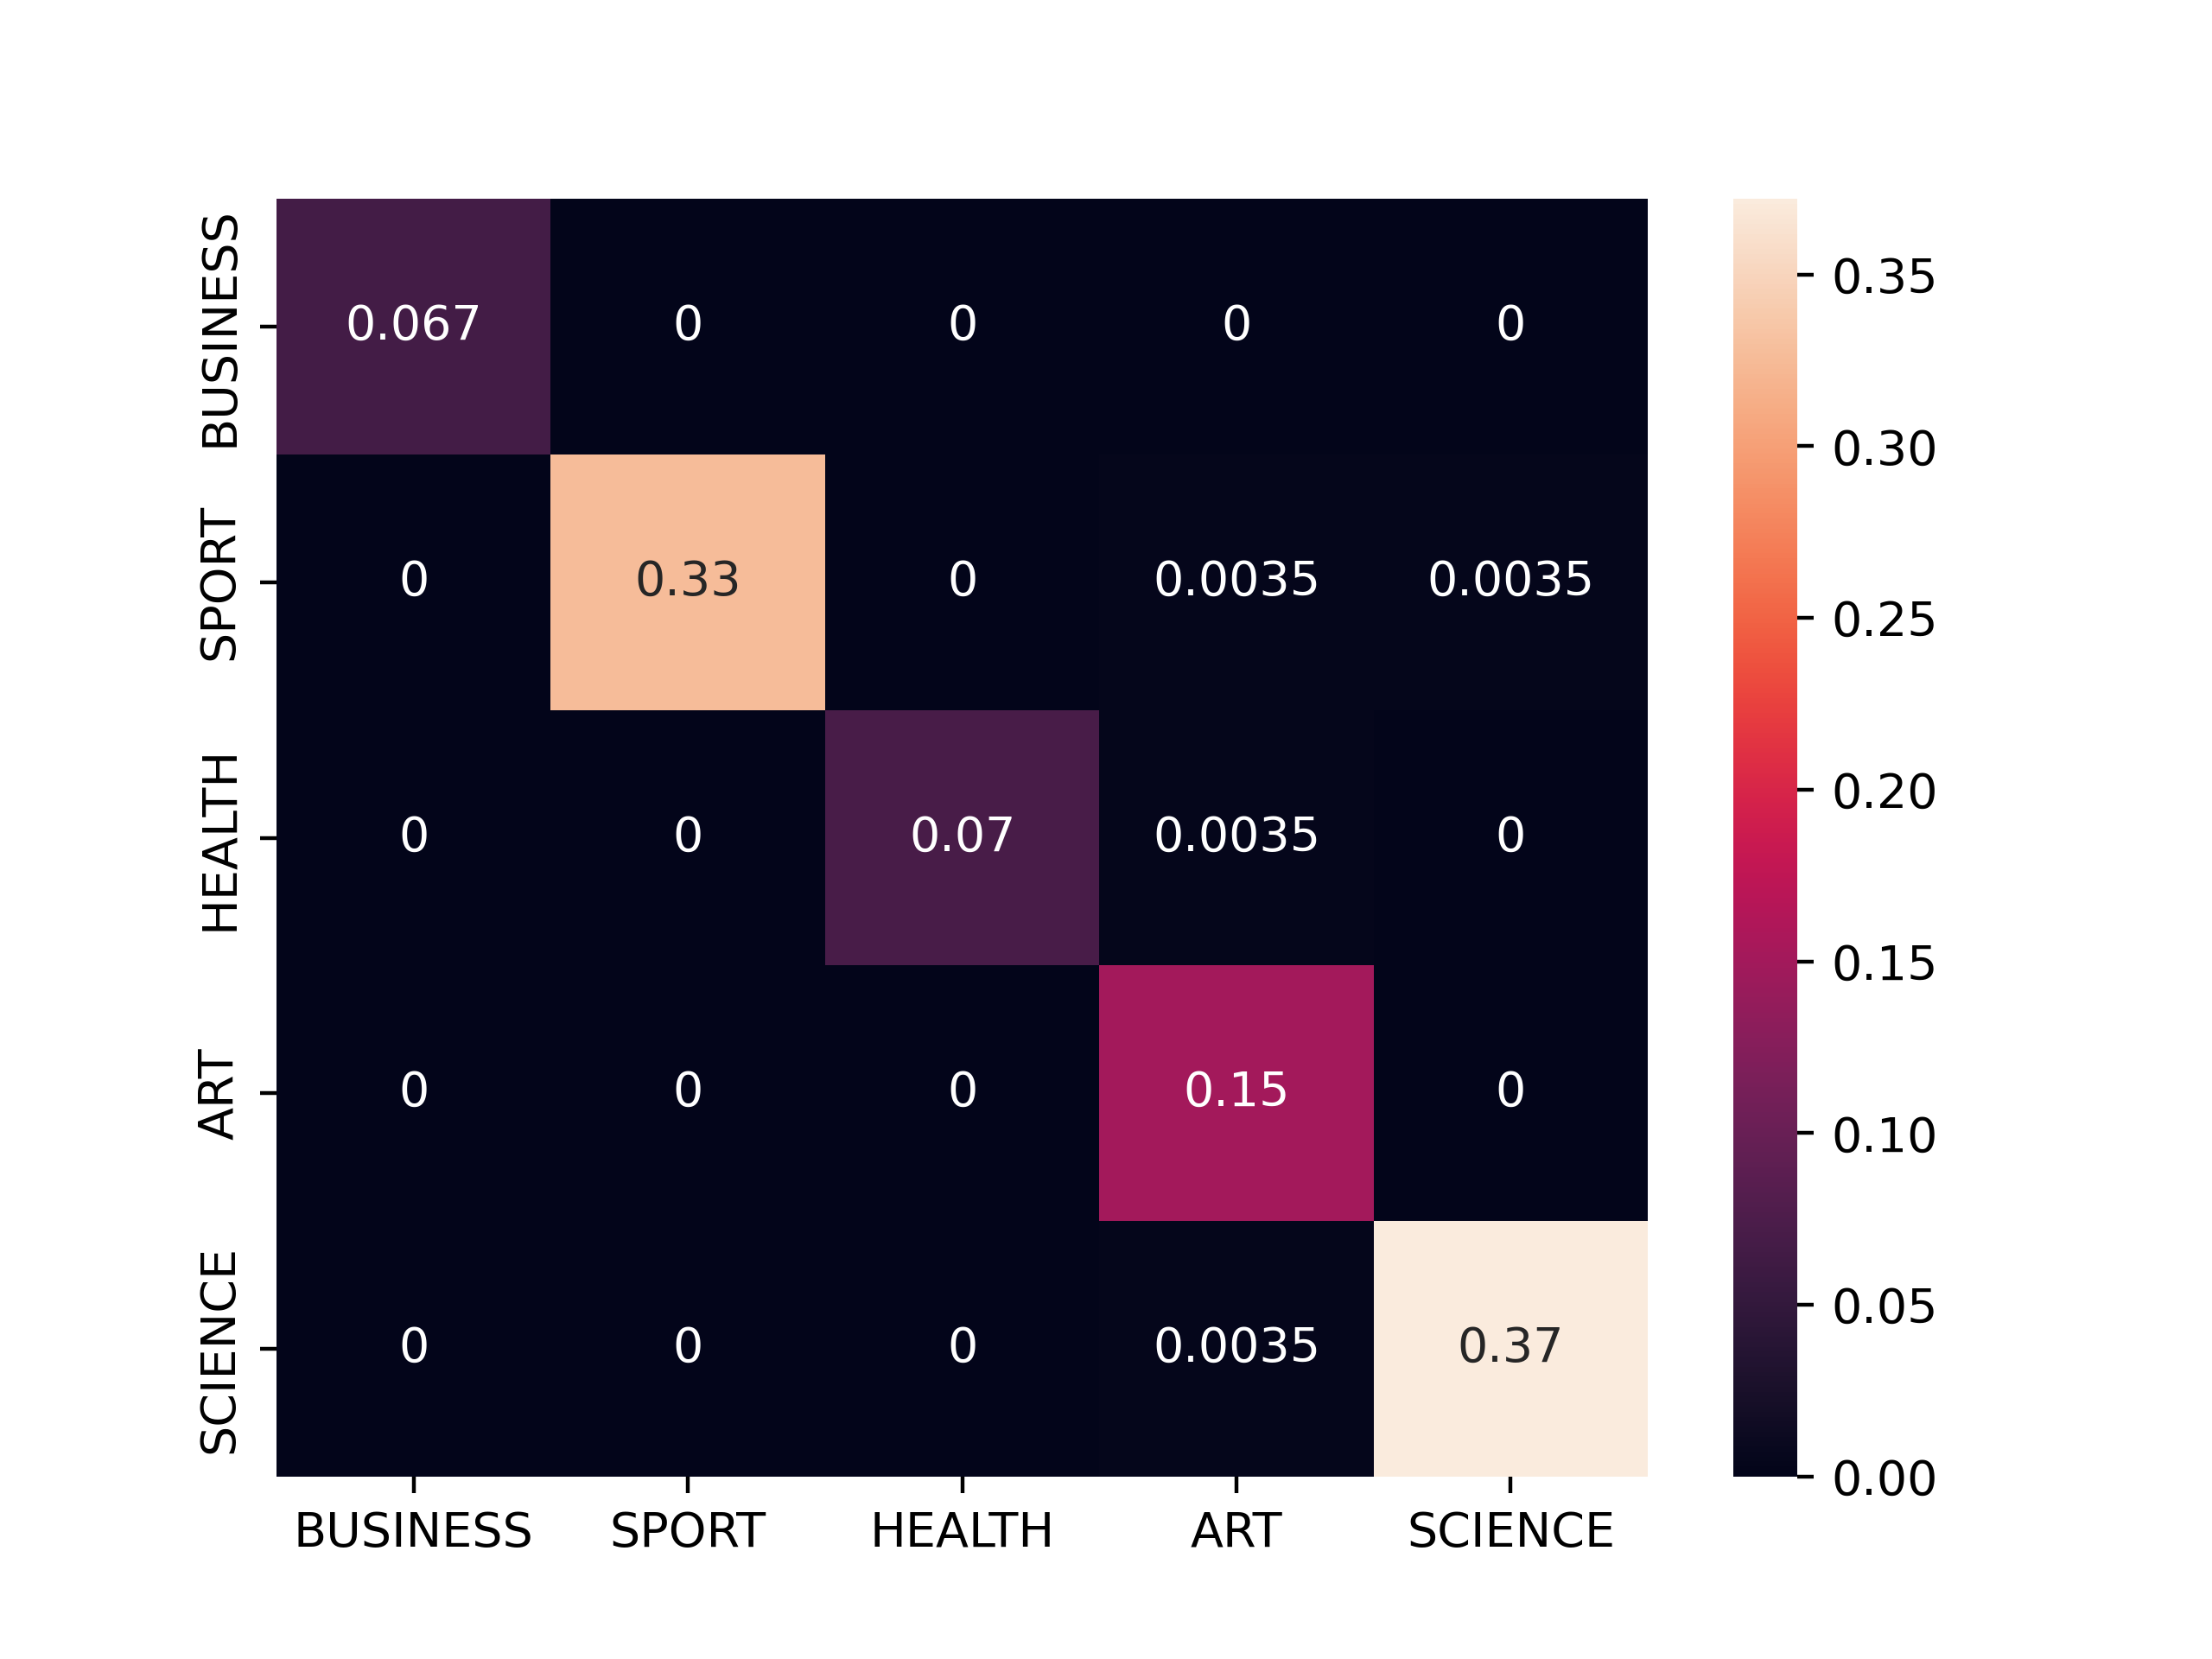 BUSINESS 0.067 0 0 0 0
SPORT 0 0.33 0 0.0035 0.0035
HEALTH 0 0 0.07 0.0035 0
ART 0 0 0 0.15 0
SCIENCE 0 0 0 0.0035 0.37
BUSINESS SPORT HEALTH ART SCIENCE
0.35
0.30
0.25
0.20
0.15
0.10
0.05
0.00